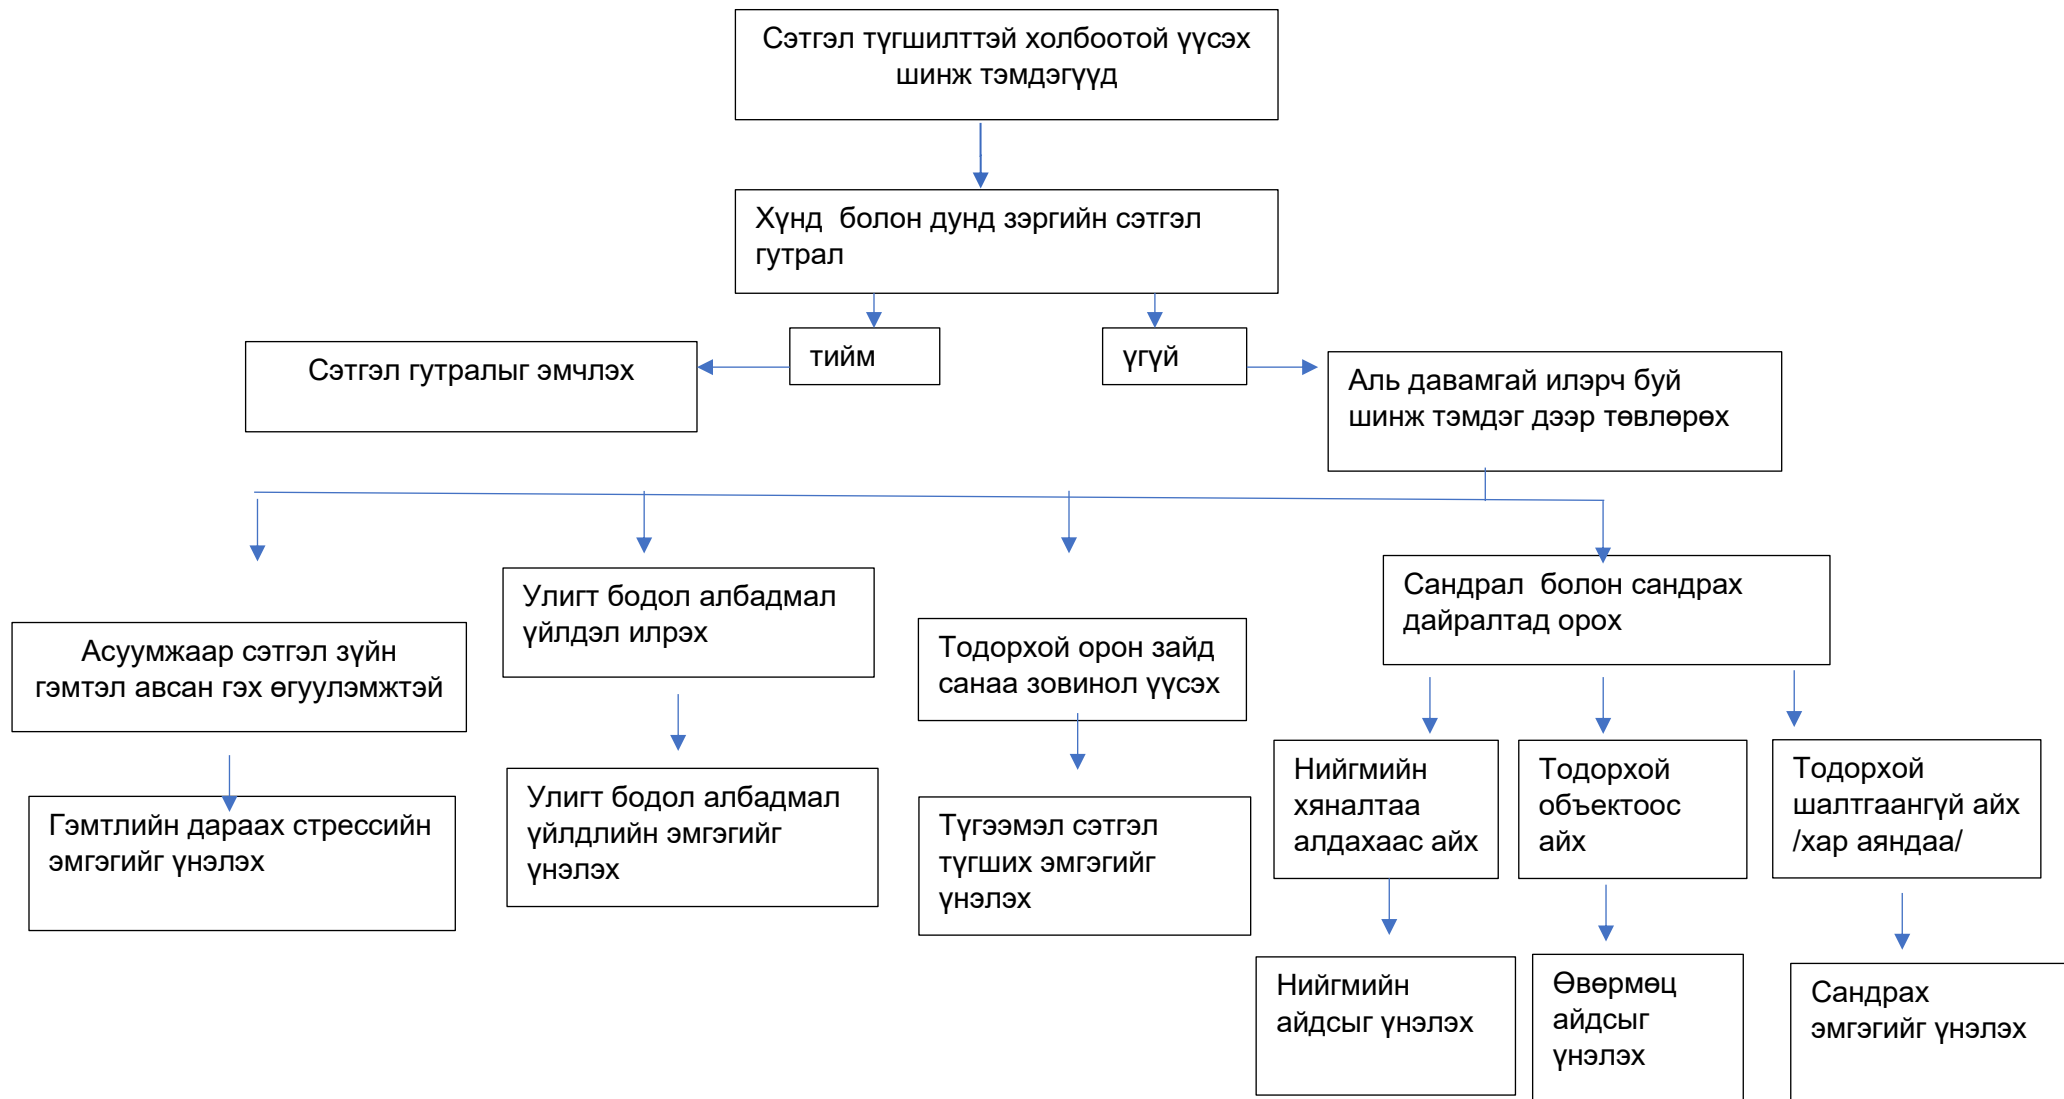 Сэтгэл түгшилттэй холбоотой үүсэх
шинж тэмдэгүүд
Хүнд  болон дунд зэргийн сэтгэл
гутрал
тийм
үгүй
Сэтгэл гутралыг эмчлэх
Аль давамгай илэрч буй
шинж тэмдэг дээр төвлөрөх
Асуумжаар сэтгэл зүйн
гэмтэл авсан гэх өгуулэмжтэй
Улигт бодол албадмал
үйлдэл илрэх
Тодорхой орон зайд
санаа зовинол үүсэх
Сандрал  болон сандрах
дайралтад орох
Гэмтлийн дараах стрессийн
эмгэгийг үнэлэх
Улигт бодол албадмал
үйлдлийн эмгэгийг
үнэлэх
Түгээмэл сэтгэл
түгших эмгэгийг
үнэлэх
Нийгмийн
хяналтаа
алдахаас айх
Тодорхой
объектоос
айх
Тодорхой
шалтгаангүй айх
/хар аяндаа/
Нийгмийн
айдсыг үнэлэх
Өвөрмөц
айдсыг
үнэлэх
Сандрах
эмгэгийг үнэлэх